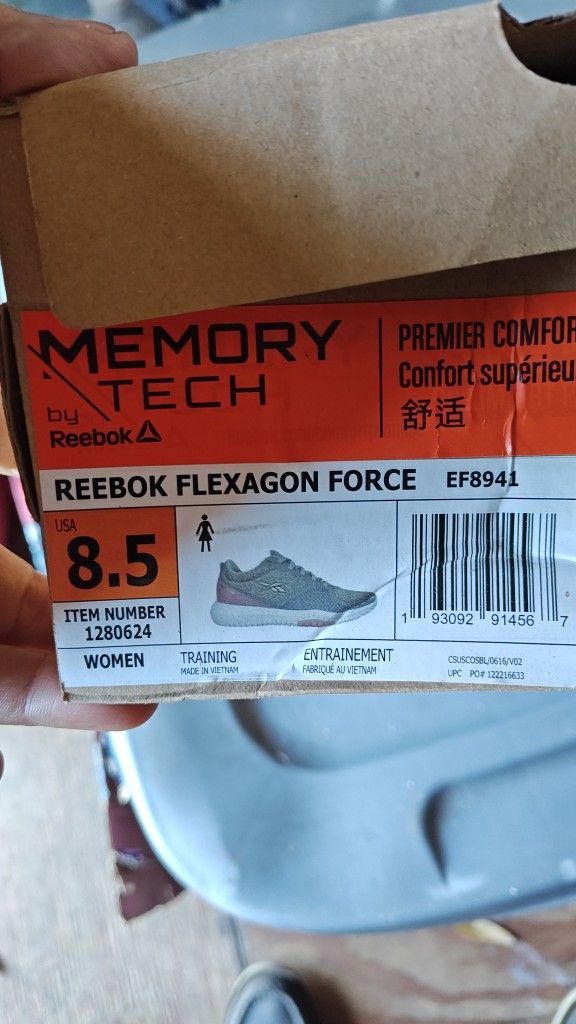 MEMORY
TECH
by
Reebok
PREMIER COMFOR
Confort supérieu
舒适
REEBOK FLEXAGON FORCE EF8941
USA
8.5
ITEM NUMBER
1280624
WOMEN
TRAINING
MADE IN VIETNAM
ENTRAINEMENT
FABRIQUÉ AU VIETNAM
1 93092 91456 7
CSUSCOSBL/0616/V02
UPC PO# 122216633